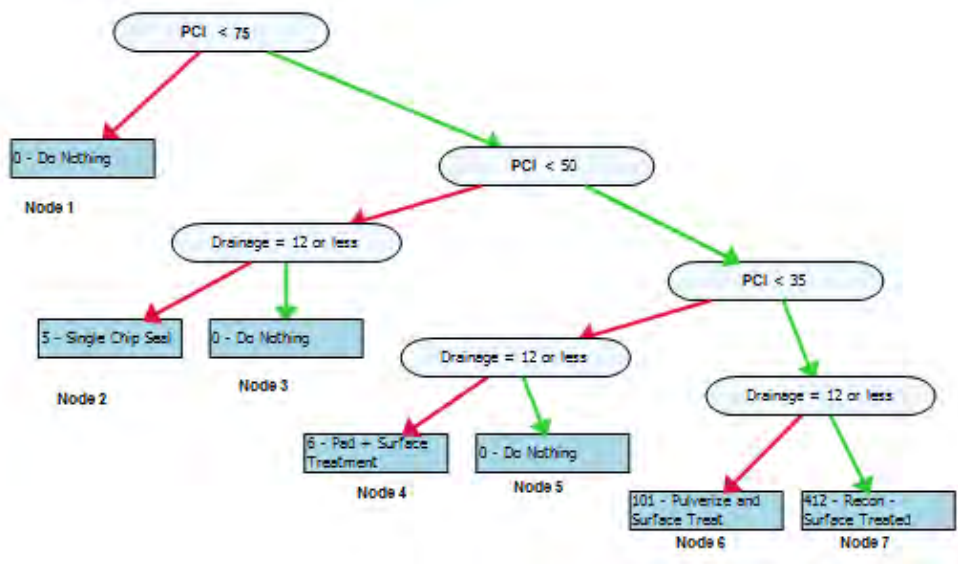 PCI < 75
0 - Do Nothing
Node 1
PCI < 50
Drainage = 12 or less
5 - Single Chip Seal
Node 2
0 - Do Nothing
Node 3
PCI < 35
Drainage = 12 or less
6 - Pad + Surface
Treatment
Node 4
0 - Do Nothing
Node 5
Drainage = 12 or less
101 - Pulverize and
Surface Treat
Node 6
412 - Recon -
Surface Treated
Node 7